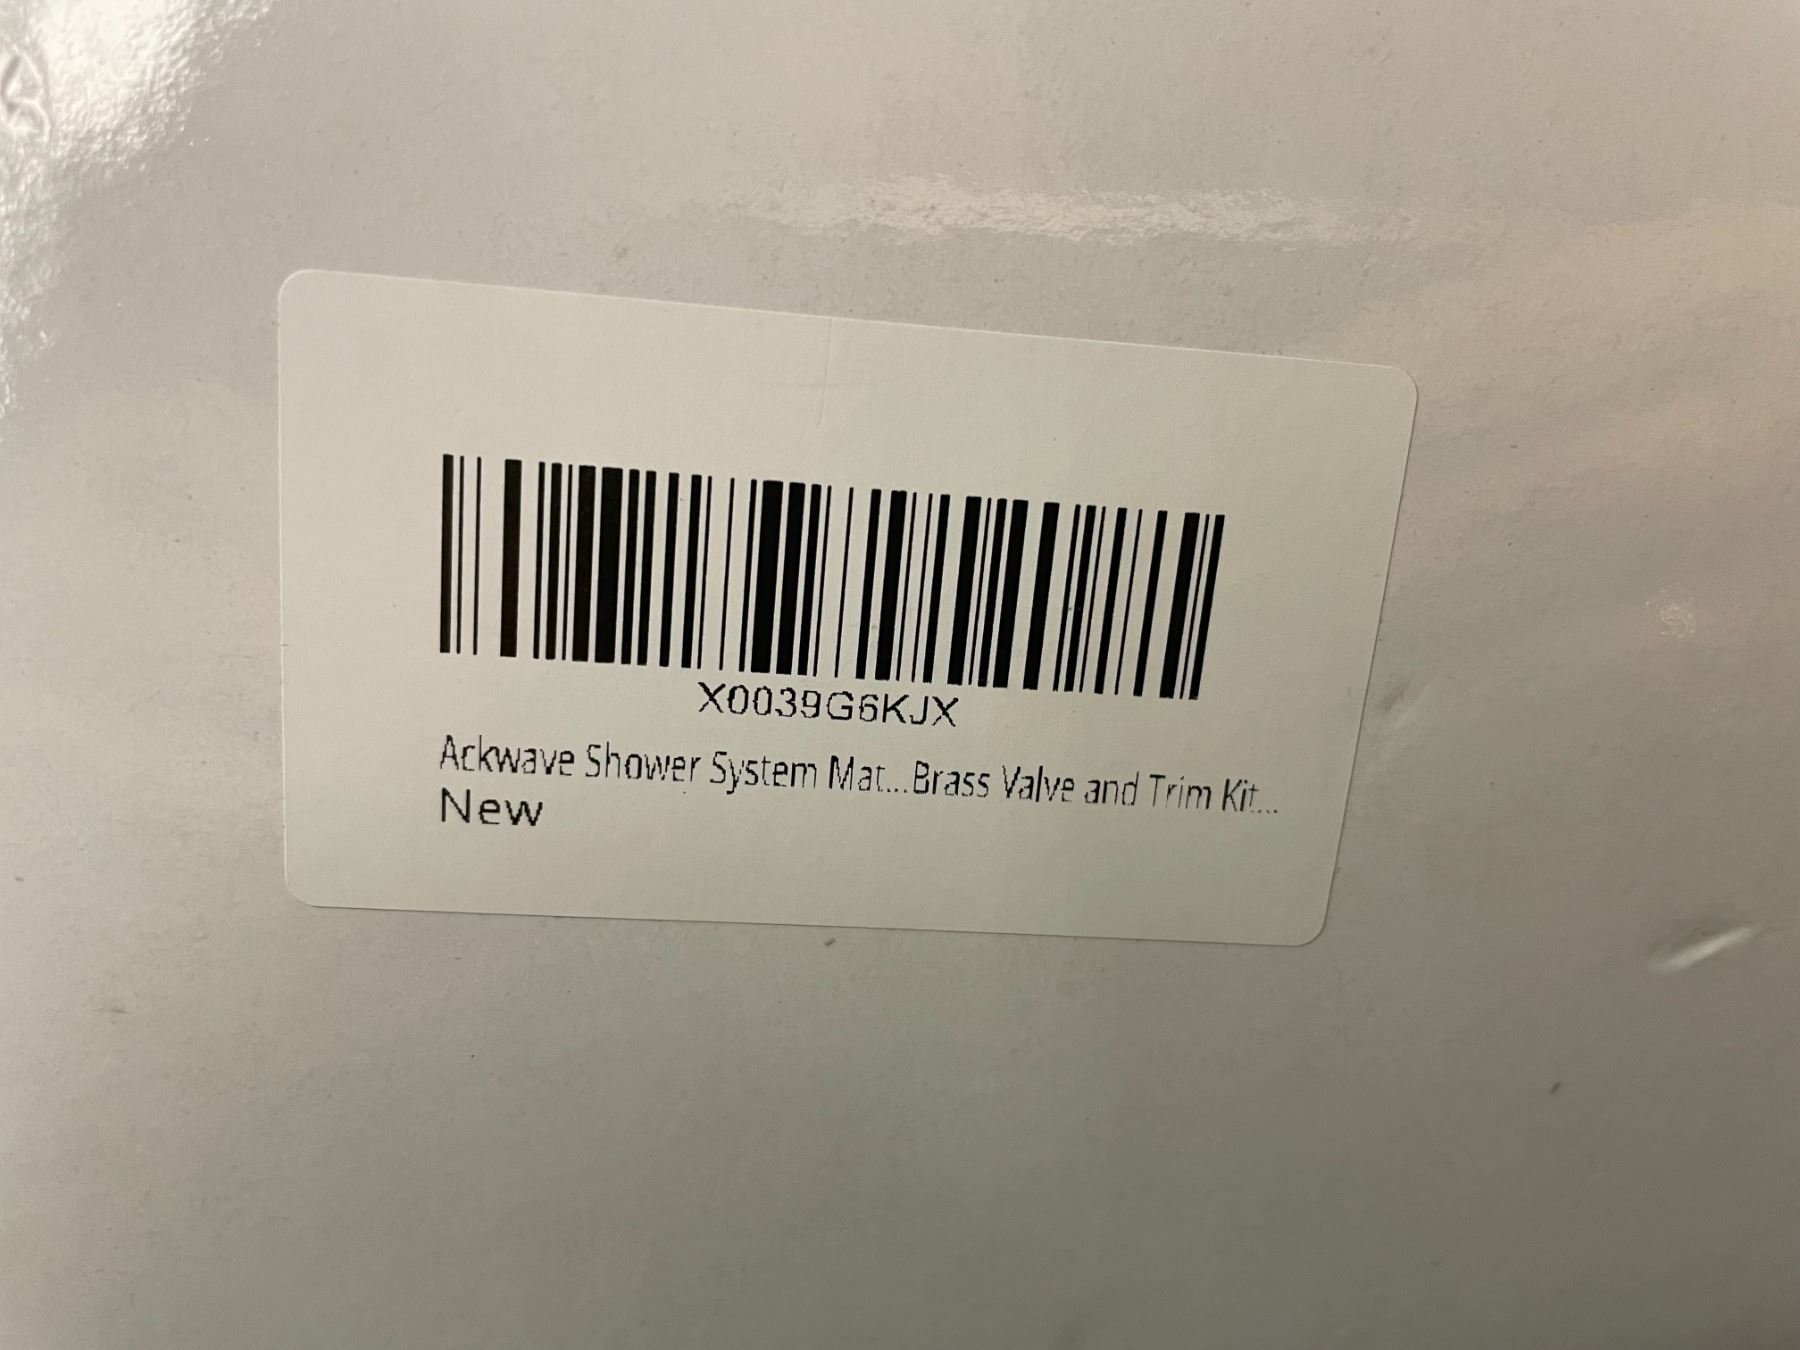 X0039G6KJX
Ackwave Shower System Mat...Brass Valve and Trim Kit...
New